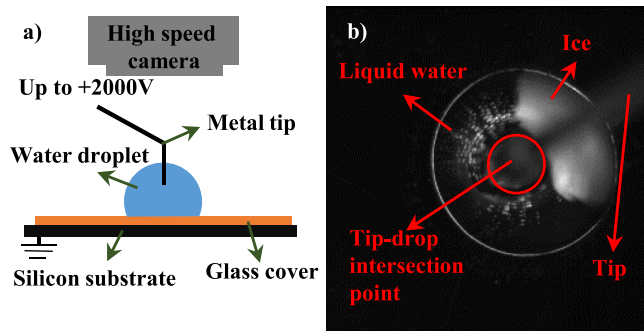 a)
High speed
camera
Up to +2000V
Metal tip
Water droplet
Silicon substrate
Glass cover
b)
Ice
Liquid water
Tip-drop
intersection
point
Tip